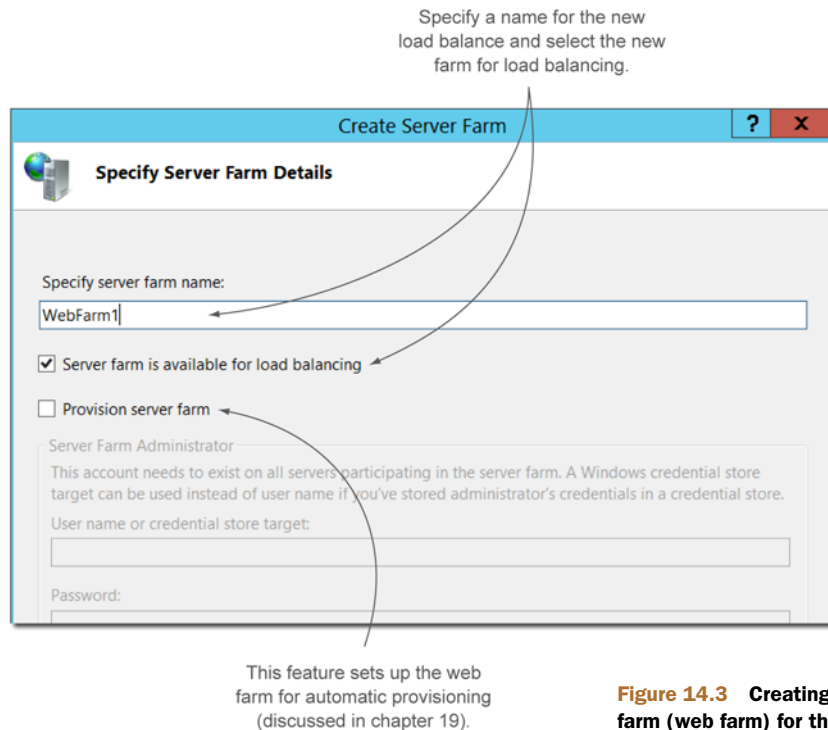 Specify a name for the new
load balance and select the new
farm for load balancing.
Create Server Farm
? X
Specify Server Farm Details
Specify server farm name:
WebFarm1
Server farm is available for load balancing
Provision server farm
Server Farm Administrator
This account needs to exist on all servers participating in the server farm. A Windows credential store
target can be used instead of user name if you've stored administrator's credentials in a credential store.
User name or credential store target:
Password:
This feature sets up the web
farm for automatic provisioning
(discussed in chapter 19).
Figure 14.3 Creating
farm (web farm) for th